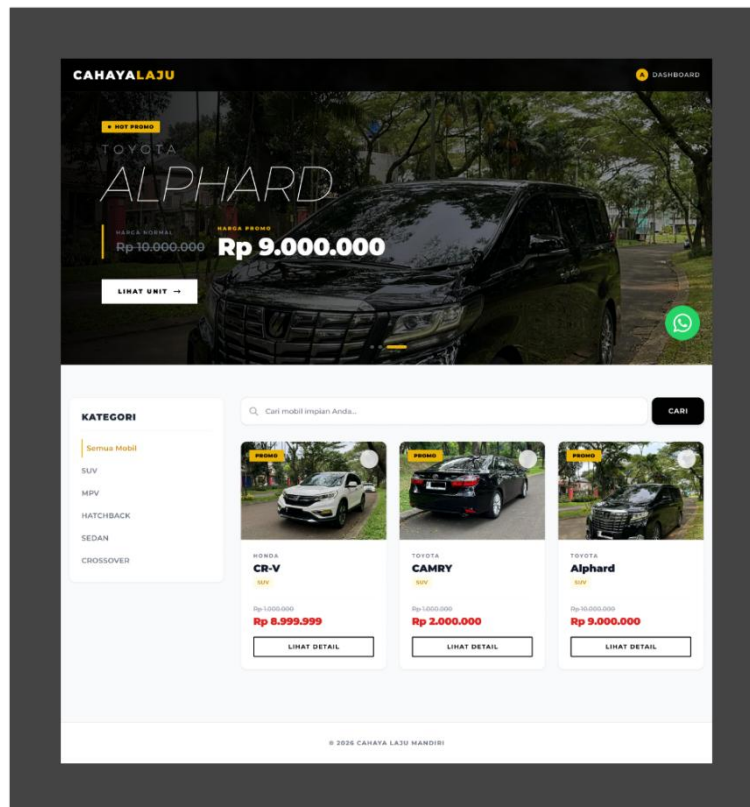 CAHAYALAJU
A DASHBOARD
HOT PROMO
TOYOTA
ALPHARD
HARGA NORMAL
Rp 10.000.000
HARGA PROMO
Rp 9.000.000
LIHAT UNIT →
KATEGORI
Semua Mobil
SUV
MPV
HATCHBACK
SEDAN
CROSSOVER
Cari mobil impian Anda...
CARI
PROMO
HONDA
CR-V
SUV
Rp 1.000.000
Rp 8.999.999
LIHAT DETAIL
PROMO
TOYOTA
CAMRY
SUV
Rp 1.000.000
Rp 2.000.000
LIHAT DETAIL
PROMO
TOYOTA
Alphard
SUV
Rp 10.000.000
Rp 9.000.000
LIHAT DETAIL
© 2026 CAHAYA LAJU MANDIRI